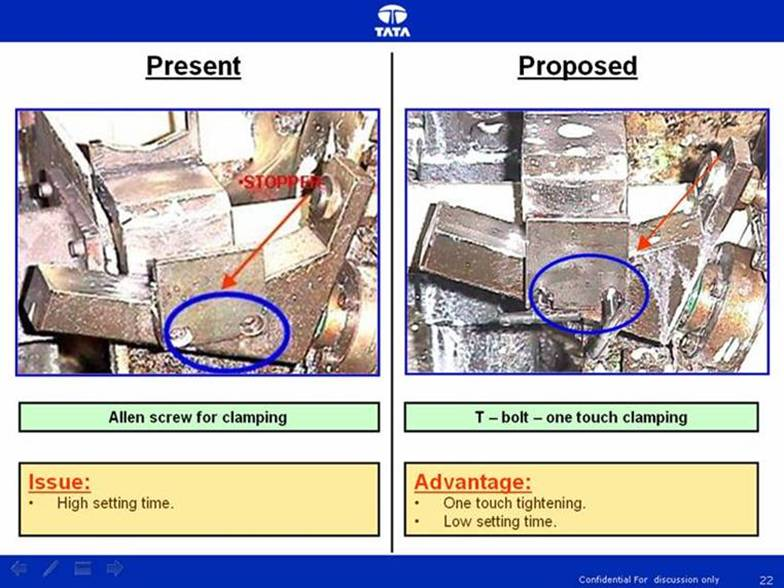 TATA
Present
Proposed
•STOPPER
Allen screw for clamping
T – bolt – one touch clamping
Issue:
• High setting time.
Advantage:
• One touch tightening.
• Low setting time.
Confidential For discussion only
22